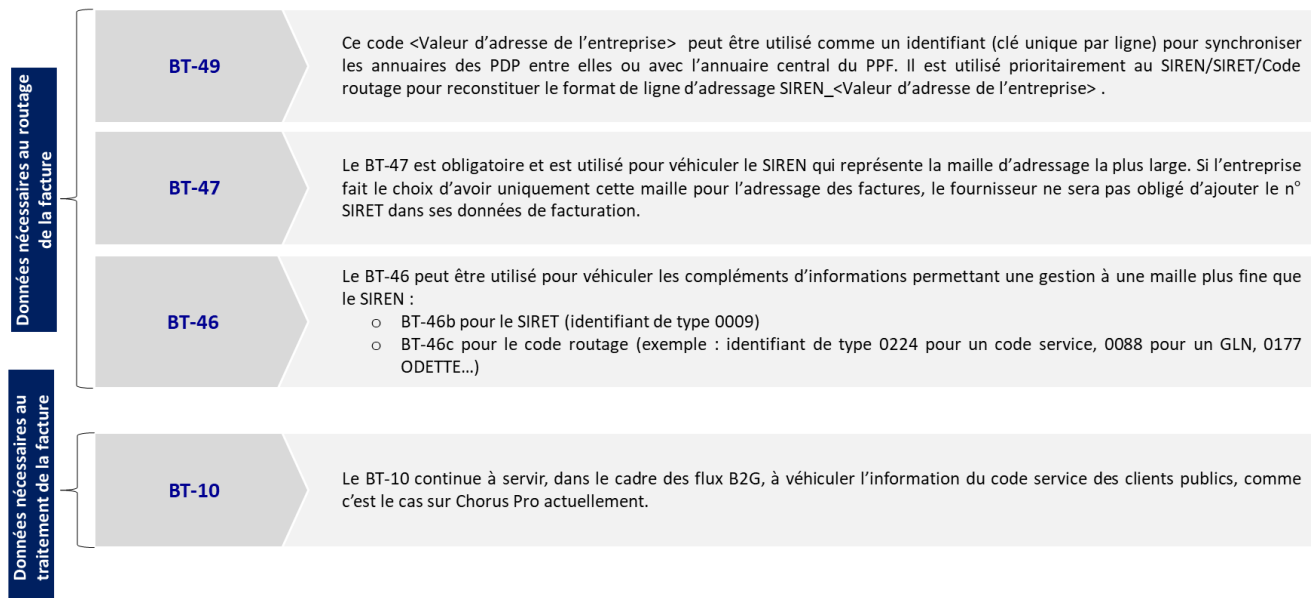 Données nécessaires au routage
de la facture
BT-49
Ce code <Valeur d’adresse de l’entreprise> peut être utilisé comme un identifiant (clé unique par ligne) pour synchroniser
les annuaires des PDP entre elles ou avec l’annuaire central du PPF. Il est utilisé prioritairement au SIREN/SIRET/Code
routage pour reconstituer le format de ligne d’adressage SIREN_<Valeur d’adresse de l’entreprise> .
BT-47
Le BT-47 est obligatoire et est utilisé pour véhiculer le SIREN qui représente la maille d’adressage la plus large. Si l’entreprise
fait le choix d’avoir uniquement cette maille pour l’adressage des factures, le fournisseur ne sera pas obligé d’ajouter le n°
SIRET dans ses données de facturation.
BT-46
Le BT-46 peut être utilisé pour véhiculer les compléments d’informations permettant une gestion à une maille plus fine que
le SIREN :
o BT-46b pour le SIRET (identifiant de type 0009)
o BT-46c pour le code routage (exemple : identifiant de type 0224 pour un code service, 0088 pour un GLN, 0177
ODETTE…)
Données nécessaires au
traitement de la facture
BT-10
Le BT-10 continue à servir, dans le cadre des flux B2G, à véhiculer l’information du code service des clients publics, comme
c’est le cas sur Chorus Pro actuellement.